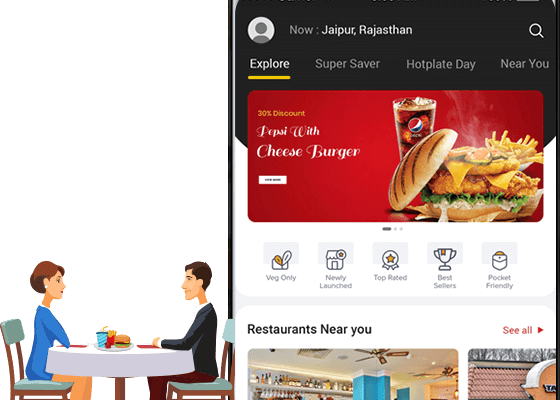 Now : Jaipur, Rajasthan
Explore Super Saver Hotplate Day Near You
30% Discount
Pepsi With
Cheese Burger
VIEW MORE
pepsi
Veg Only
Newly
Launched
Top Rated
Best
Sellers
Pocket
Friendly
Restaurants Near you
See all